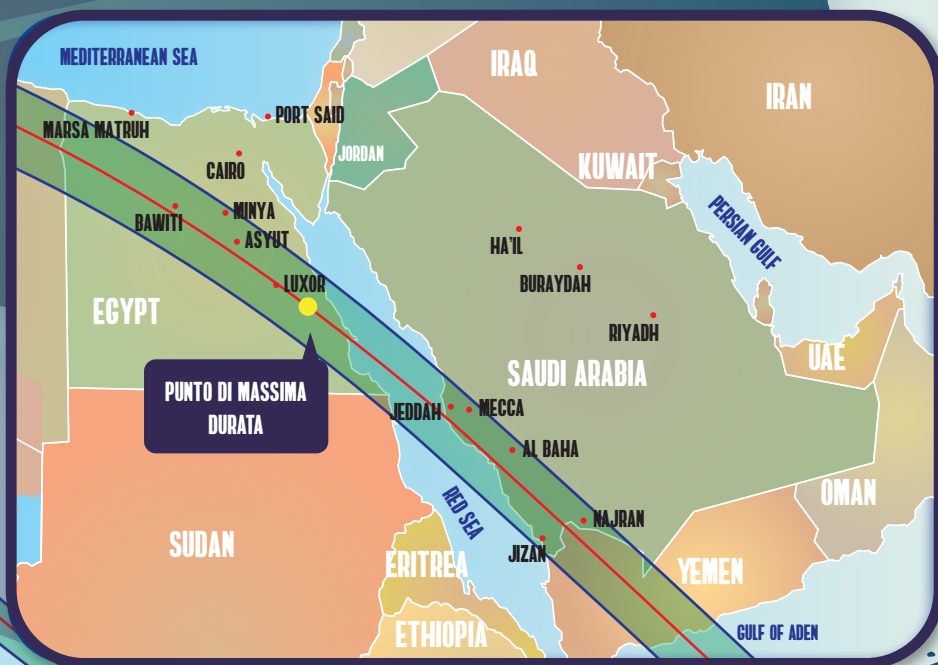 MEDITERRANEAN SEA
IRAQ
IRAN
PORT SAID
MARSA MATRUH
JORDAN
CAIRO
KUWAIT
MINYA
BAWITI
PERSIAN GULF
ASYUT
HA'IL
LUXOR
BURAYDAH
EGYPT
RIYADH
UAE
SAUDI ARABIA
PUNTO DI MASSIMA
DURATA
JEDDAH
MECCA
AL BAHA
OMAN
RED SEA
NAJRAN
SUDAN
JIZAN
ERITREA
YEMEN
ETHIOPIA
GULF OF ADEN